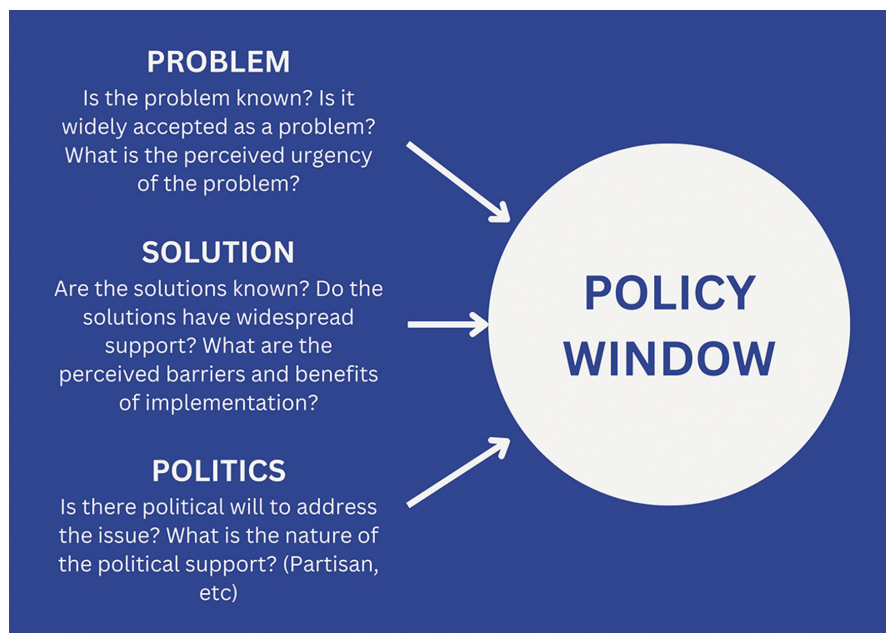 PROBLEM
Is the problem known? Is it
widely accepted as a problem?
What is the perceived urgency
of the problem?
SOLUTION
Are the solutions known? Do the
solutions have widespread
support? What are the
perceived barriers and benefits
of implementation?
POLITICS
Is there political will to address
the issue? What is the nature of
the political support? (Partisan,
etc)
POLICY
WINDOW